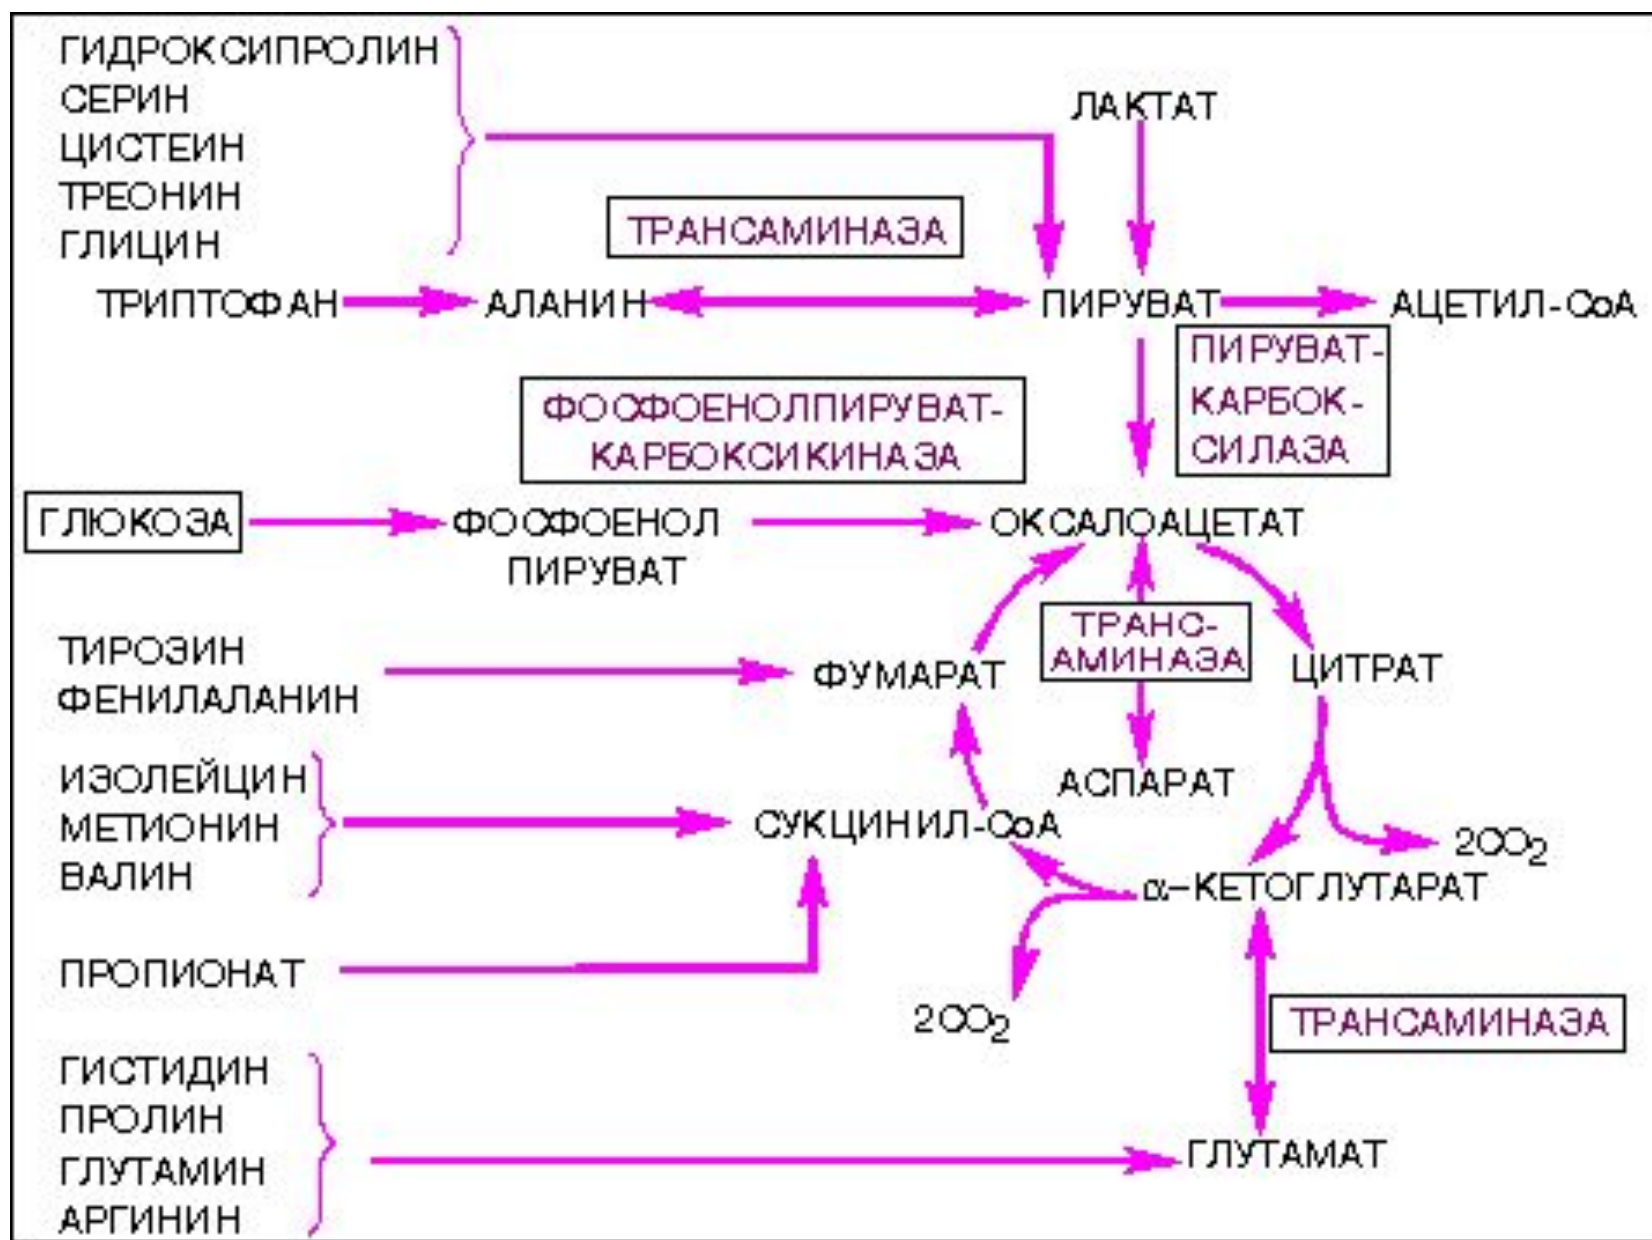 ГИДРОКСИПРОЛИН
СЕРИН
ЦИСТЕИН
ТРЕОНИН
ГЛИЦИН
ЛАКТАТ
ТРАНСАМИНАЗА
ТРИПТОФАН
АЛАНИН
ПИРУВАТ
АЦЕТИЛ-СоА
ПИРУВАТ-
КАРБОК-
СИЛАЗА
ФОСФОЕНОЛПИРУВАТ-
КАРБОКСИКИНАЗА
ГЛЮКОЗА
ФОСФОЕНОЛ
ПИРУВАТ
ОКСАЛОАЦЕТАТ
ТРАНС-
АМИНАЗА
ТИРОЗИН
ФЕНИЛАЛАНИН
ФУМАРАТ
ЦИТРАТ
АСПАРАТ
ИЗОЛЕЙЦИН
МЕТИОНИН
ВАЛИН
СУКЦИНИЛ-СоА
2CO₂
α-КЕТОГЛУТАРАТ
ПРОПИОНАТ
2CO₂
ТРАНСАМИНАЗА
ГИСТИДИН
ПРОЛИН
ГЛУТАМИН
АРГИНИН
ГЛУТАМАТ